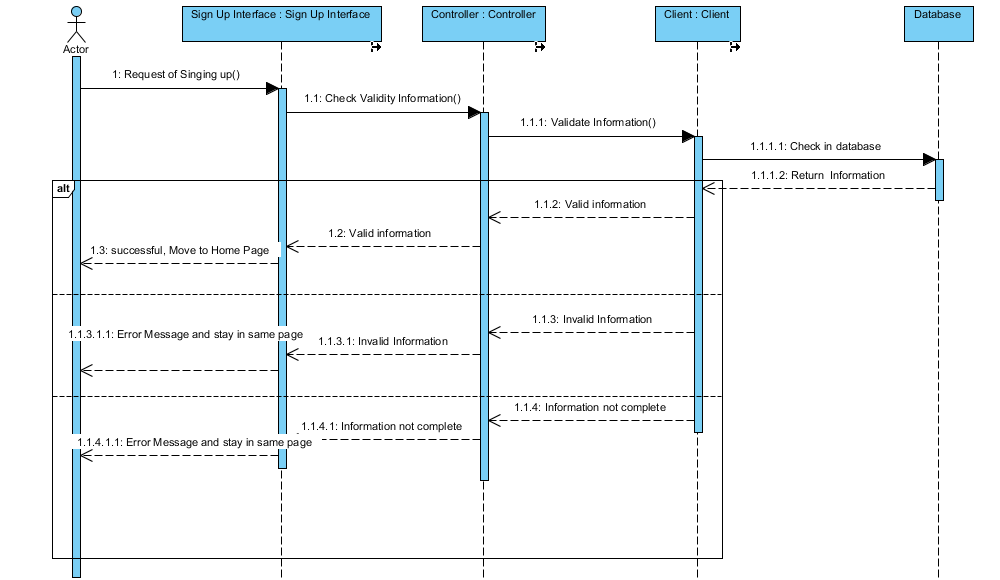 Sign Up Interface : Sign Up Interface
Controller : Controller
Client : Client
Database
Actor
1: Request of Singing up()
1.1: Check Validity Information()
1.1.1: Validate Information()
1.1.1.1: Check in database
1.1.1.2: Return Information
alt
1.1.2: Valid information
1.2: Valid information
1.3: successful, Move to Home Page
1.1.3: Invalid Information
1.1.3.1.1: Error Message and stay in same page
1.1.3.1: Invalid Information
1.1.4: Information not complete
1.1.4.1: Information not complete
1.1.4.1.1: Error Message and stay in same page